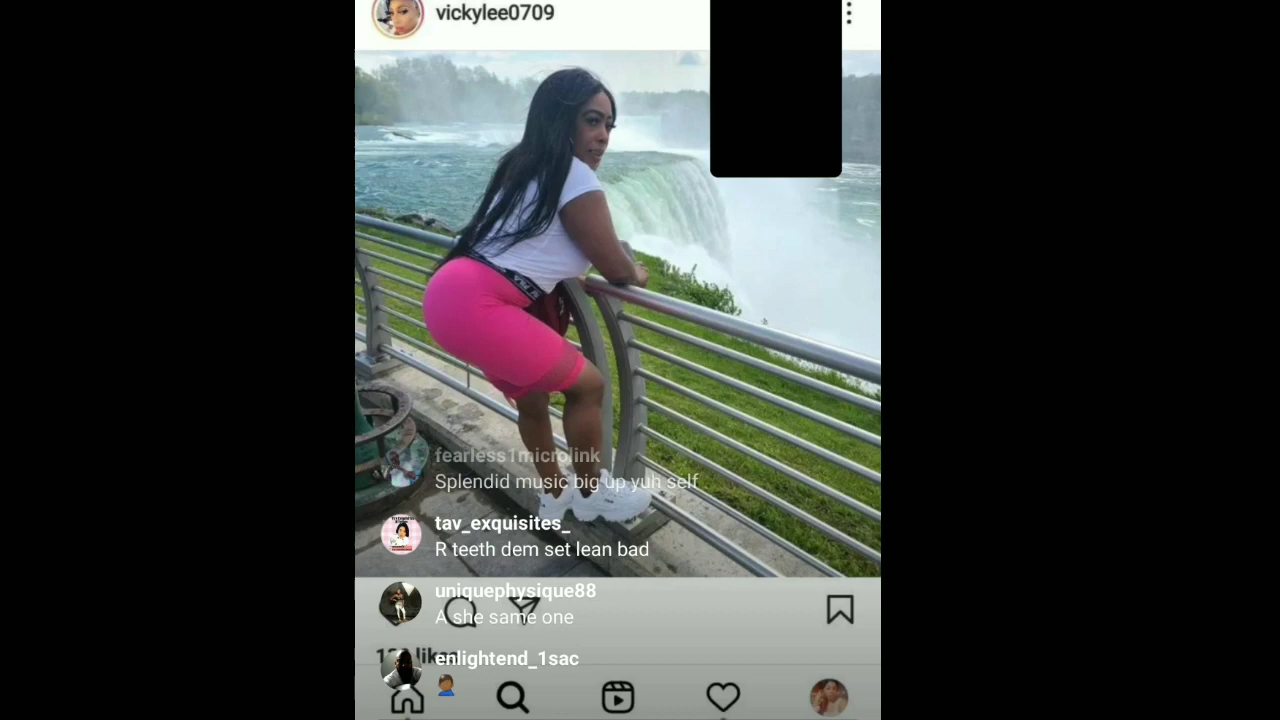 vickylee0709
fearless1microlink
Splendid music big up yuh self
tav_exquisites_
R teeth dem set lean bad
uniquephysique88
A she same one
likes
enlightend_1sac